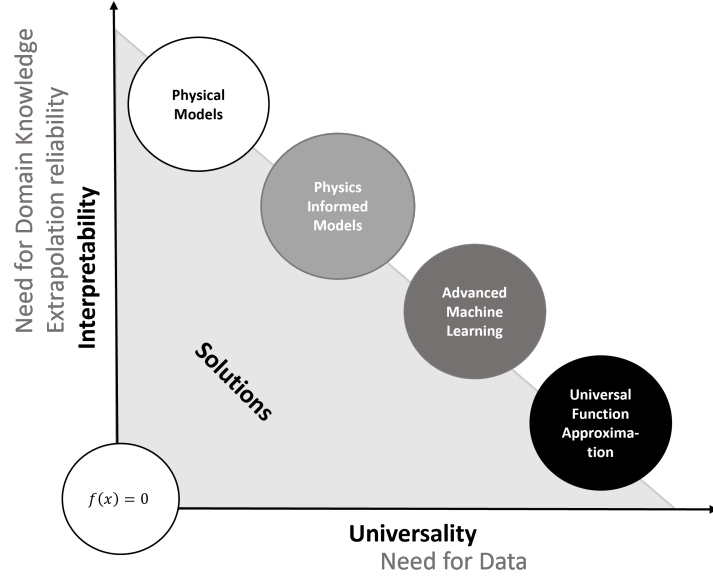 Need for Domain Knowledge
Extrapolation reliability
Interpretability
Physical
Models
Physics
Informed
Models
Advanced
Machine
Learning
Universal
Function
Approxima-
tion
Solutions
f(x) = 0
Universality
Need for Data